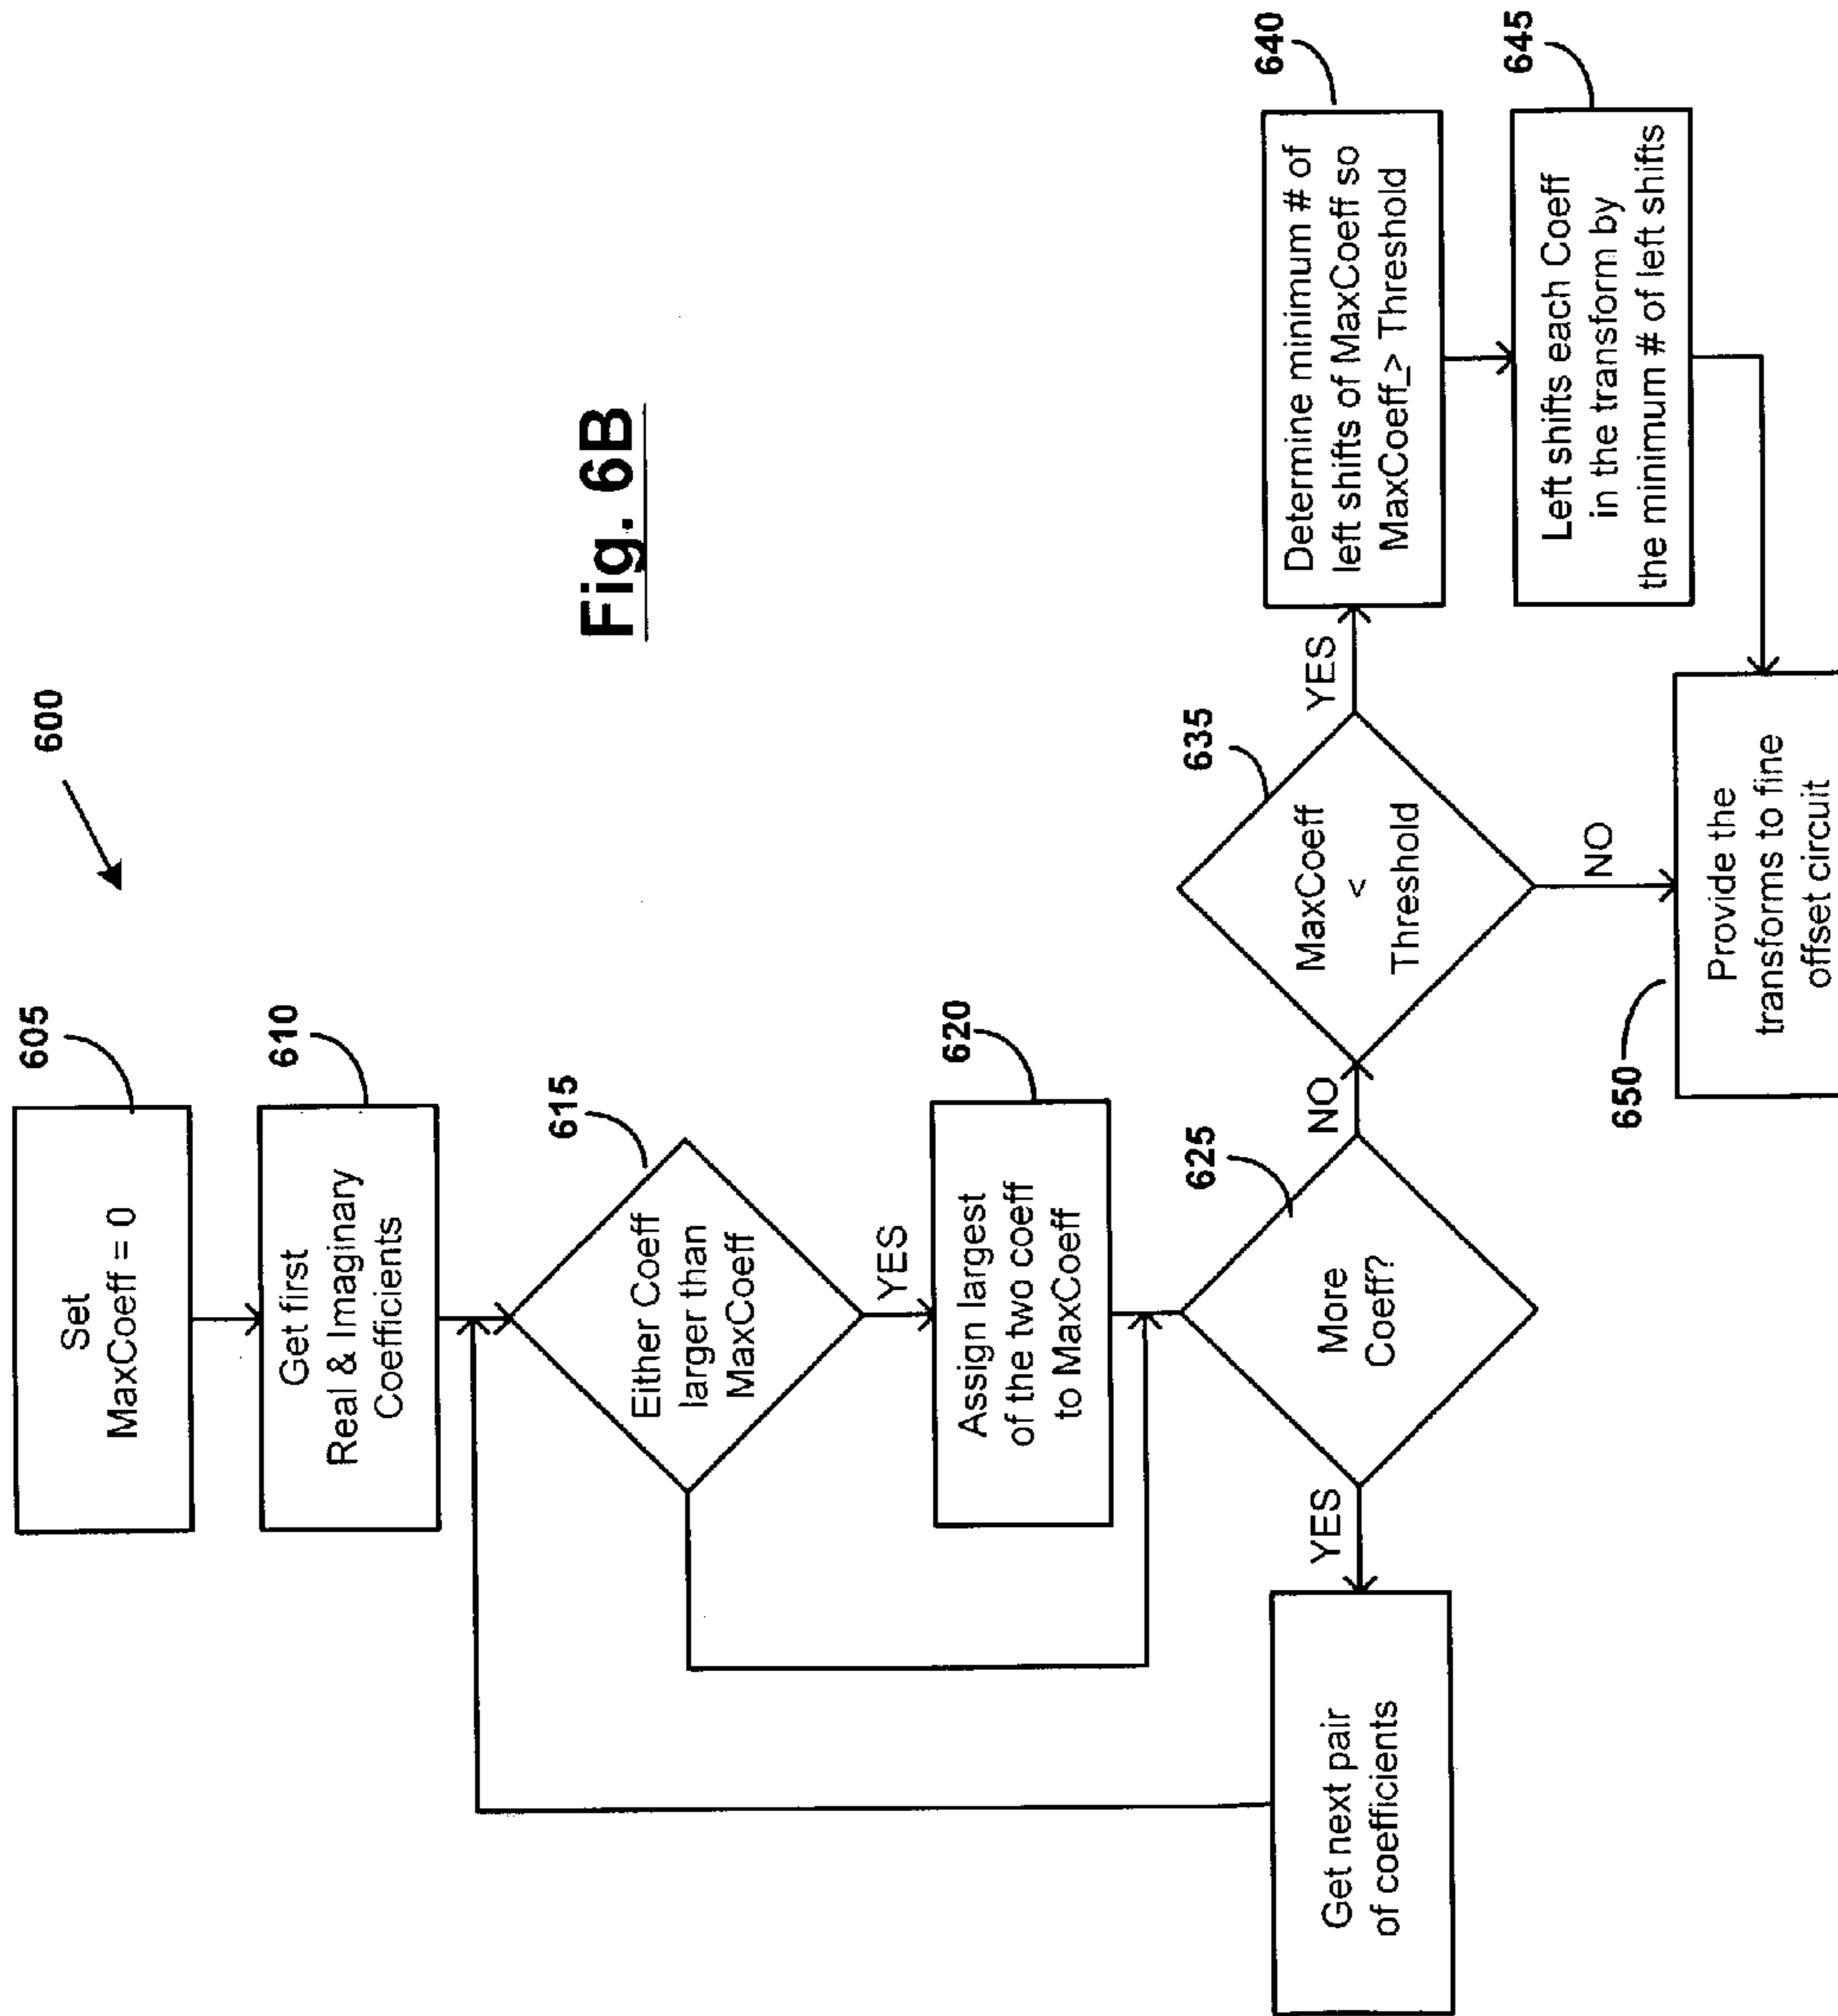 600
605
Set
MaxCoeff = 0
610
Get first
Real & Imaginary
Coefficients
615
Either Coeff
larger than
MaxCoeff
YES
620
Assign largest
of the two coeff
to MaxCoeff
625
More
Coeff?
YES
NO
Get next pair
of coefficients
635
MaxCoeff
<
Threshold
YES
NO
640
Determine minimum # of
left shifts of MaxCoeff so
MaxCoeff_> Threshold
645
Left shifts each Coeff
in the transform by
the minimum # of left shifts
650
Provide the
transforms to fine
offset circuit
Fig. 6B